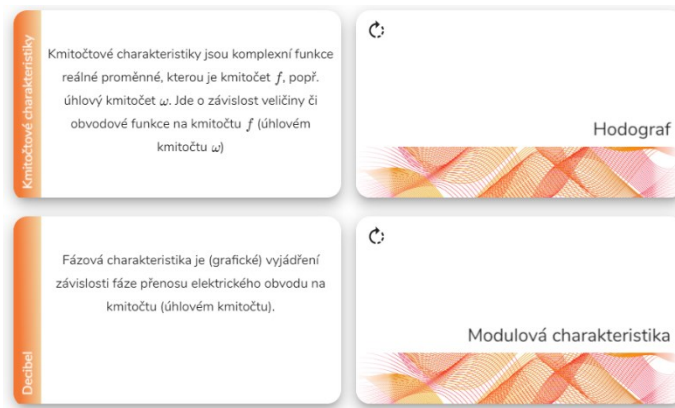 Kmitočtové charakteristiky
Kmitočtové charakteristiky jsou komplexní funkce
reálné proměnné, kterou je kmitočet f, popř.
úhlový kmitočet ω. Jde o závislost veličiny či
obvodové funkce na kmitočtu f (úhlovém
kmitočtu ω)
Hodograf
Decibel
Fázová charakteristika je (grafické) vyjádření
závislosti fáze přenosu elektrického obvodu na
kmitočtu (úhlovém kmitočtu).
Modulová charakteristika